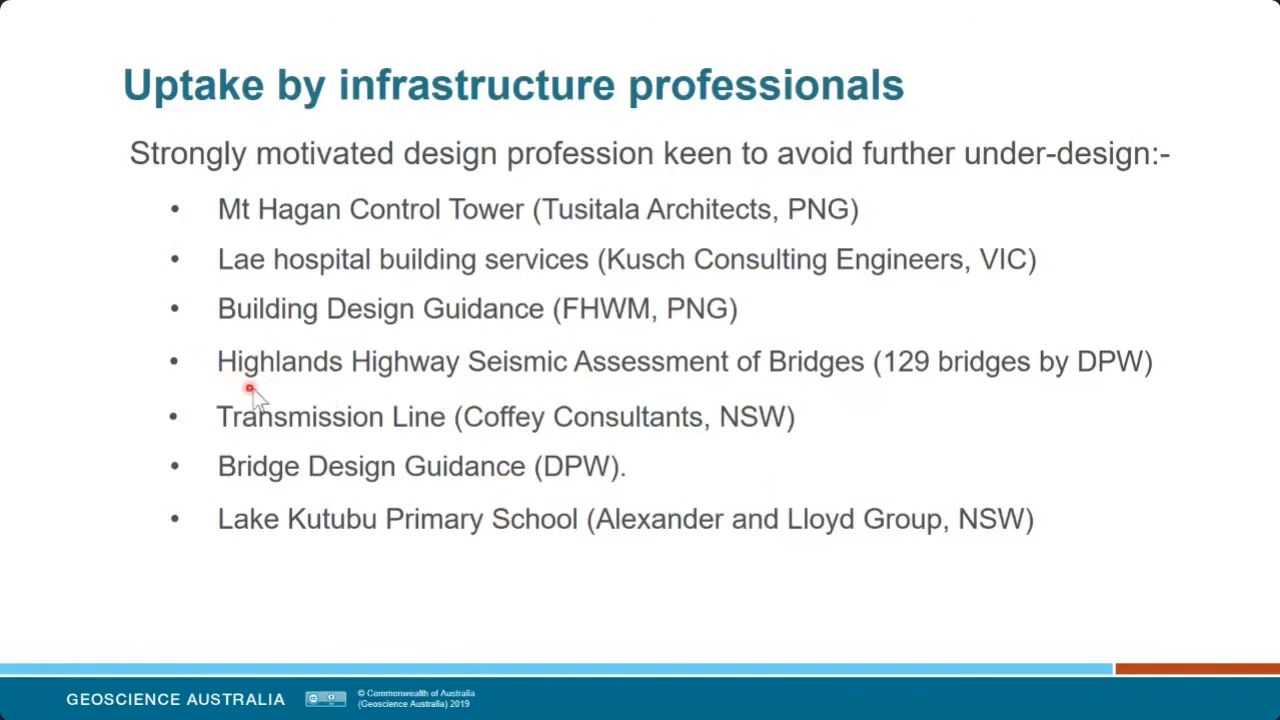 Uptake by infrastructure professionals
Strongly motivated design profession keen to avoid further under-design:-
• Mt Hagan Control Tower (Tusitala Architects, PNG)
• Lae hospital building services (Kusch Consulting Engineers, VIC)
• Building Design Guidance (FHWM, PNG)
• Highlands Highway Seismic Assessment of Bridges (129 bridges by DPW)
• Transmission Line (Coffey Consultants, NSW)
• Bridge Design Guidance (DPW).
• Lake Kutubu Primary School (Alexander and Lloyd Group, NSW)
GEOSCIENCE AUSTRALIA
© Commonwealth of Australia
(Geoscience Australia) 2019